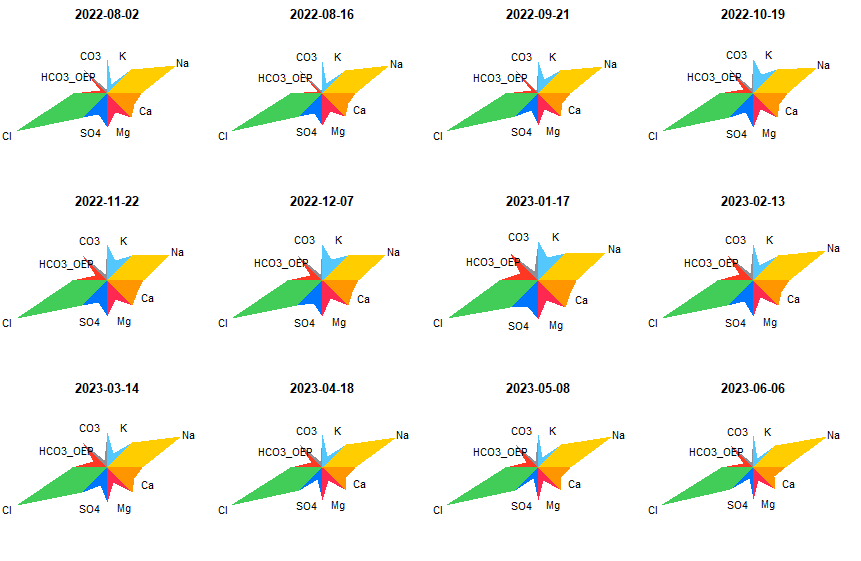 2022-08-02 2022-08-16 2022-09-21 2022-10-19
CO3 K CO3 K CO3 K CO3 K
Na Na Na Na
HCO3_OEP HCO3_OEP HCO3_OEP HCO3_OEP
Ca Ca Ca Ca
Cl SO4 Mg Cl SO4 Mg Cl SO4 Mg Cl SO4 Mg
2022-11-22 2022-12-07 2023-01-17 2023-02-13
CO3 K CO3 K CO3 K CO3 K
Na Na Na Na
HCO3_OEP HCO3_OEP HCO3_OEP HCO3_OEP
Ca Ca Ca Ca
Cl SO4 Mg Cl SO4 Mg Cl SO4 Mg Cl SO4 Mg
2023-03-14 2023-04-18 2023-05-08 2023-06-06
CO3 K CO3 K CO3 K CO3 K
Na Na Na Na
HCO3_OEP HCO3_OEP HCO3_OEP HCO3_OEP
Ca Ca Ca Ca
Cl SO4 Mg Cl SO4 Mg Cl SO4 Mg Cl SO4 Mg